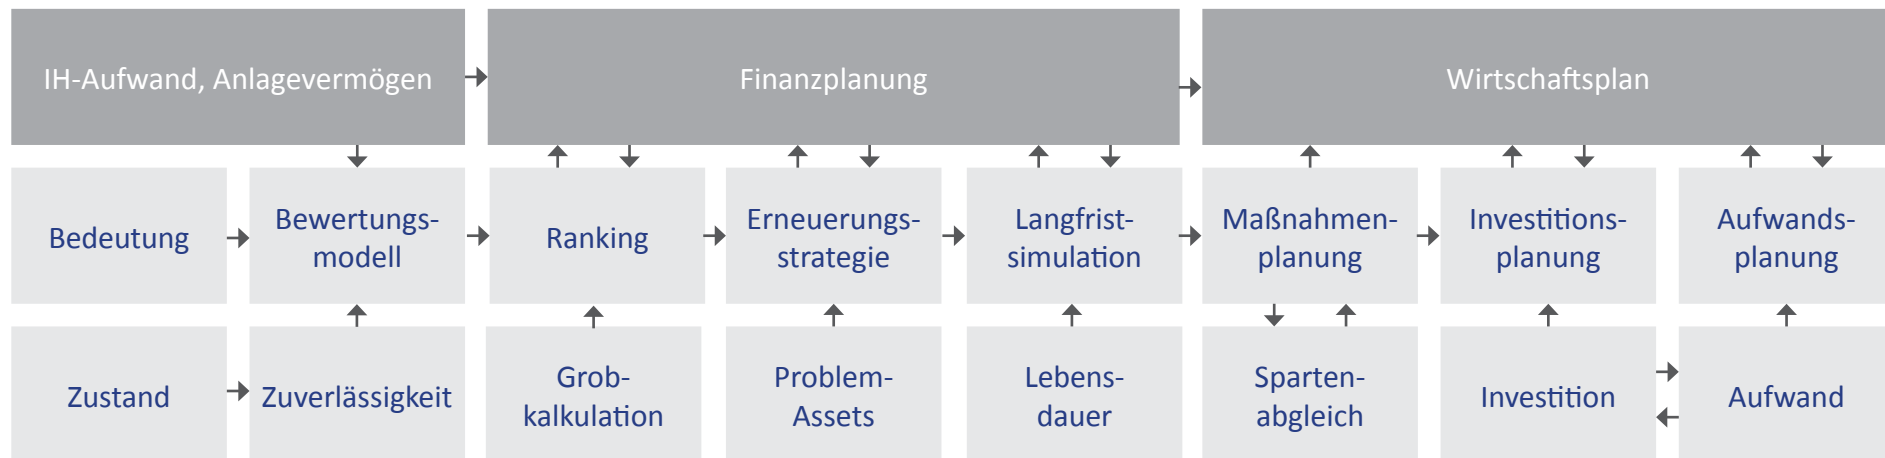 IH-Aufwand, Anlagevermögen
Finanzplanung
Wirtschaftsplan
Bedeutung
Bewertungs-
modell
Ranking
Erneuerungs-
strategie
Langfrist-
simulation
Maßnahmen-
planung
Investitions-
planung
Aufwands-
planung
Zustand
Zuverlässigkeit
Grob-
kalkulation
Problem-
Assets
Lebens-
dauer
Sparten-
abgleich
Investition
Aufwand